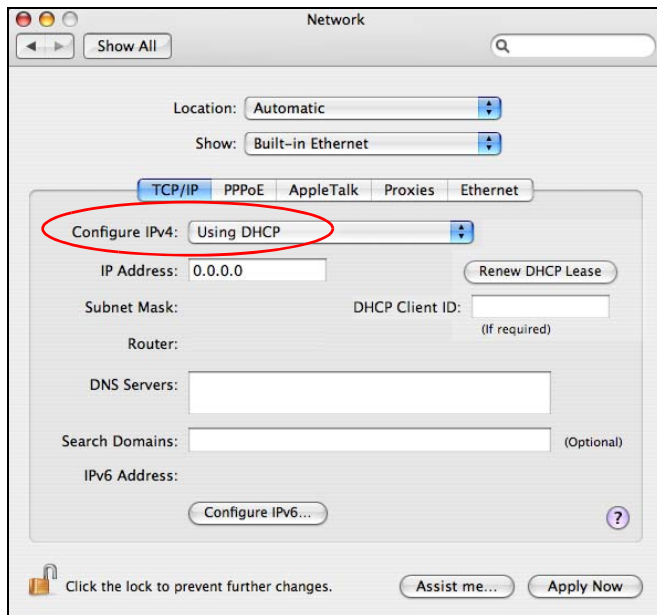 Network
Show All
Location: Automatic
Show: Built-in Ethernet
TCP/IP PPPoE AppleTalk Proxies Ethernet
Configure IPv4: Using DHCP
IP Address: 0.0.0.0 Renew DHCP Lease
Subnet Mask: DHCP Client ID:
(If required)
Router:
DNS Servers:
Search Domains: (Optional)
IPv6 Address:
Configure IPv6... ?
Click the lock to prevent further changes. Assist me... Apply Now